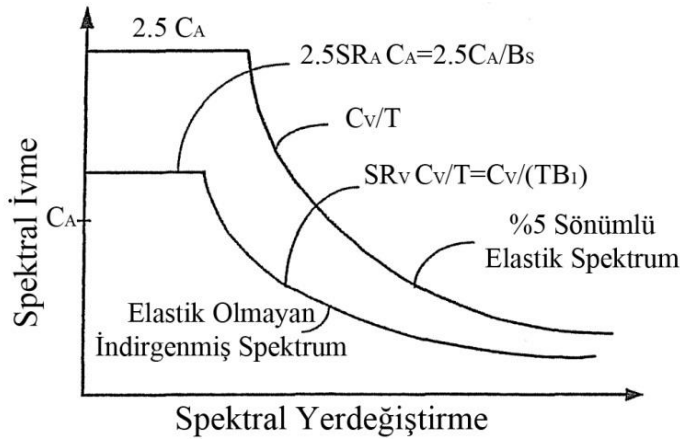 2.5 CA
2.5SRA CA=2.5CA/BS
CV/T
SRV CV/T=CV/(TB1)
CA
%5 Sönümlü
Elastik Spektrum
Elastik Olmayan
İndirgenmiş Spektrum
Spektral İvme
Spektral Yerdeğiştirme